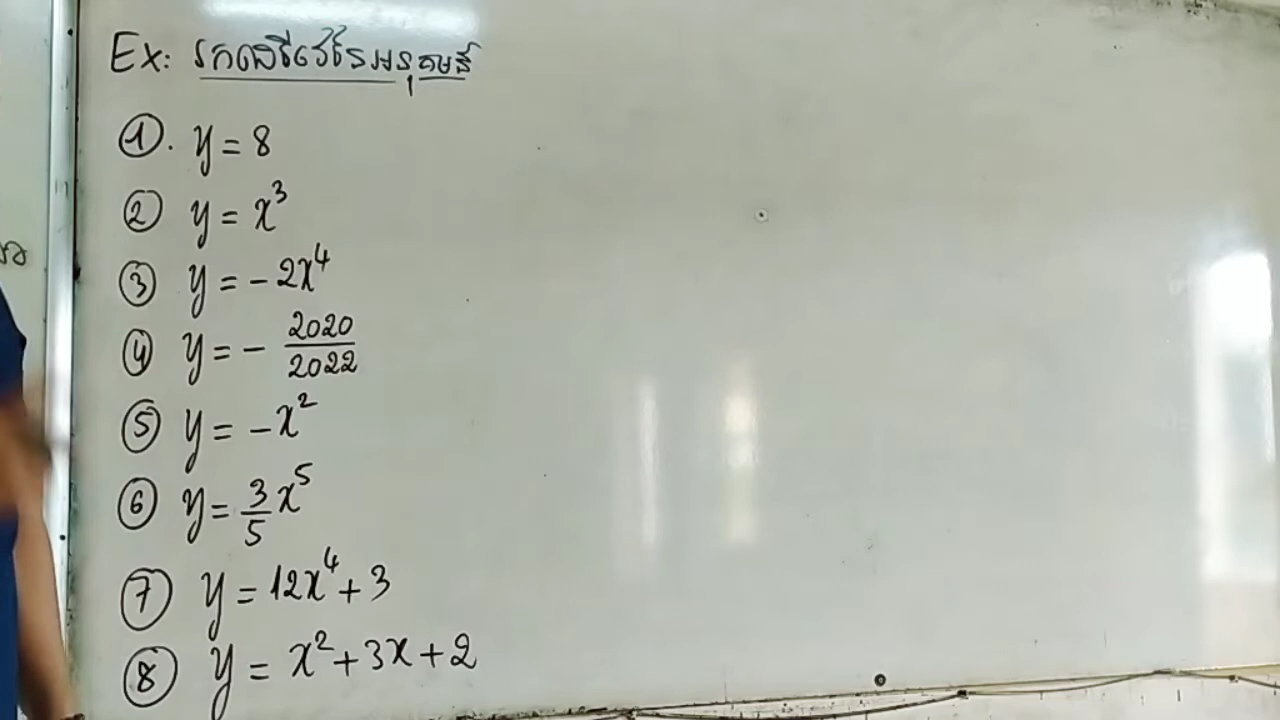 Ex: រកដេរីវេនៃអនុគមន៍
①. y = 8
② y = x³
③ y = -2x⁴
④ y = - 2020/2022
⑤ y = -x²
⑥ y = 3/5 x⁵
⑦ y = 12x⁴ + 3
⑧ y = x² + 3x + 2